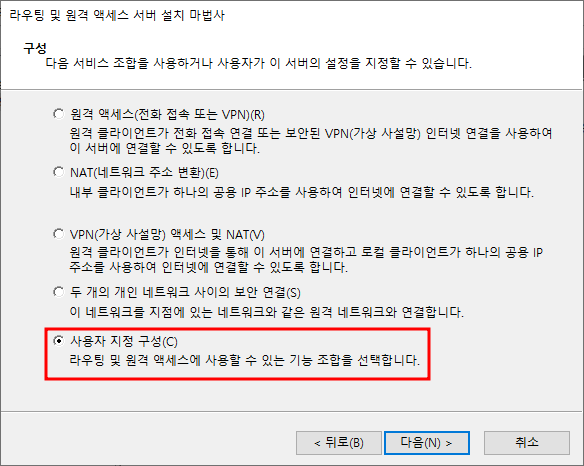 라우팅 및 원격 액세스 서버 설치 마법사
구성
다음 서비스 조합을 사용하거나 사용자가 이 서버의 설정을 지정할 수 있습니다.
원격 액세스(전화 접속 또는 VPN)(R)
원격 클라이언트가 전화 접속 연결 또는 보안된 VPN(가상 사설망) 인터넷 연결을 사용하여
이 서버에 연결할 수 있도록 합니다.
NAT(네트워크 주소 변환)(E)
내부 클라이언트가 하나의 공용 IP 주소를 사용하여 인터넷에 연결할 수 있도록 합니다.
VPN(가상 사설망) 액세스 및 NAT(V)
원격 클라이언트가 인터넷을 통해 이 서버에 연결하고 로컬 클라이언트가 하나의 공용 IP
주소를 사용하여 인터넷에 연결할 수 있도록 합니다.
두 개의 개인 네트워크 사이의 보안 연결(S)
이 네트워크를 지점에 있는 네트워크와 같은 원격 네트워크와 연결합니다.
사용자 지정 구성(C)
라우팅 및 원격 액세스에 사용할 수 있는 기능 조합을 선택합니다.
< 뒤로(B) 다음(N) > 취소